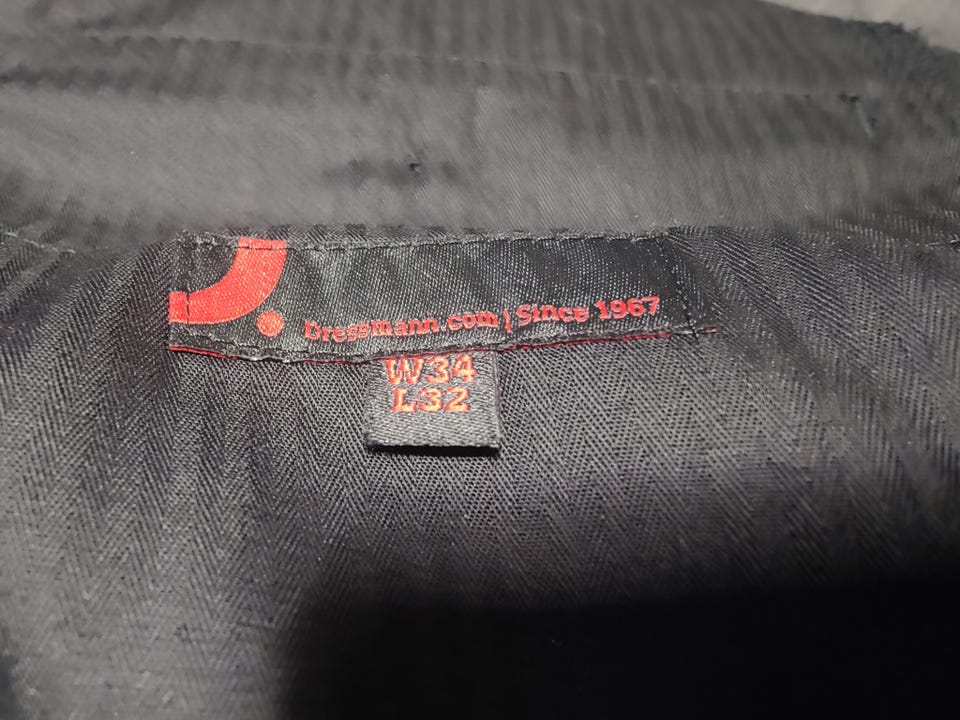 Dressmann.com | Since 1967
W34
L32